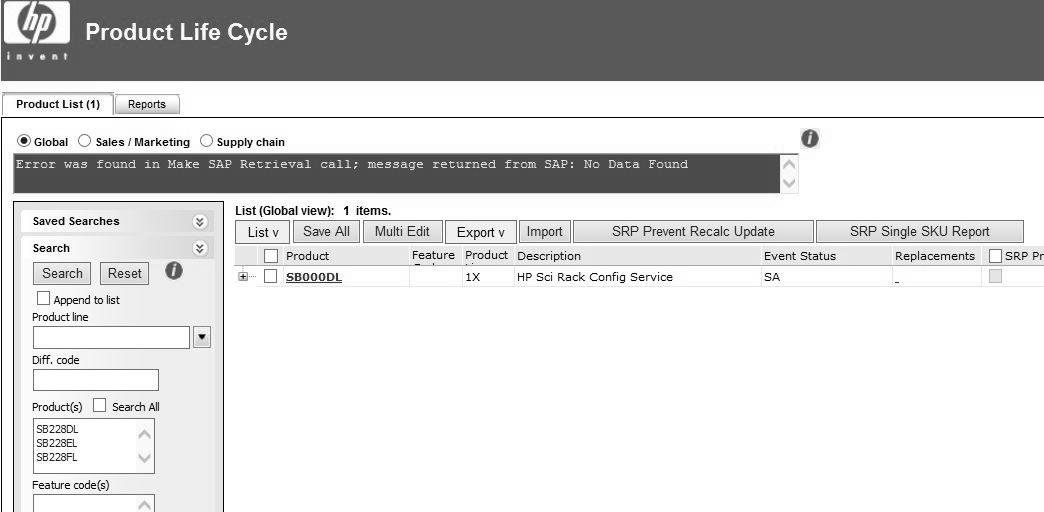 hp
invent
Product Life Cycle
Product List (1) Reports
Global Sales / Marketing Supply chain
Error was found in Make SAP Retrieval call; message returned from SAP: No Data Found
Saved Searches
Search
Search Reset
Append to list
Product line
Diff. code
Product(s) Search All
SB228DL
SB228EL
SB228FL
Feature code(s)
List (Global view): 1 items.
List v Save All Multi Edit Export v Import SRP Prevent Recalc Update SRP Single SKU Report
Product Feature Product Description Event Status Replacements SRP Pr
SB000DL 1X HP Sci Rack Config Service SA -